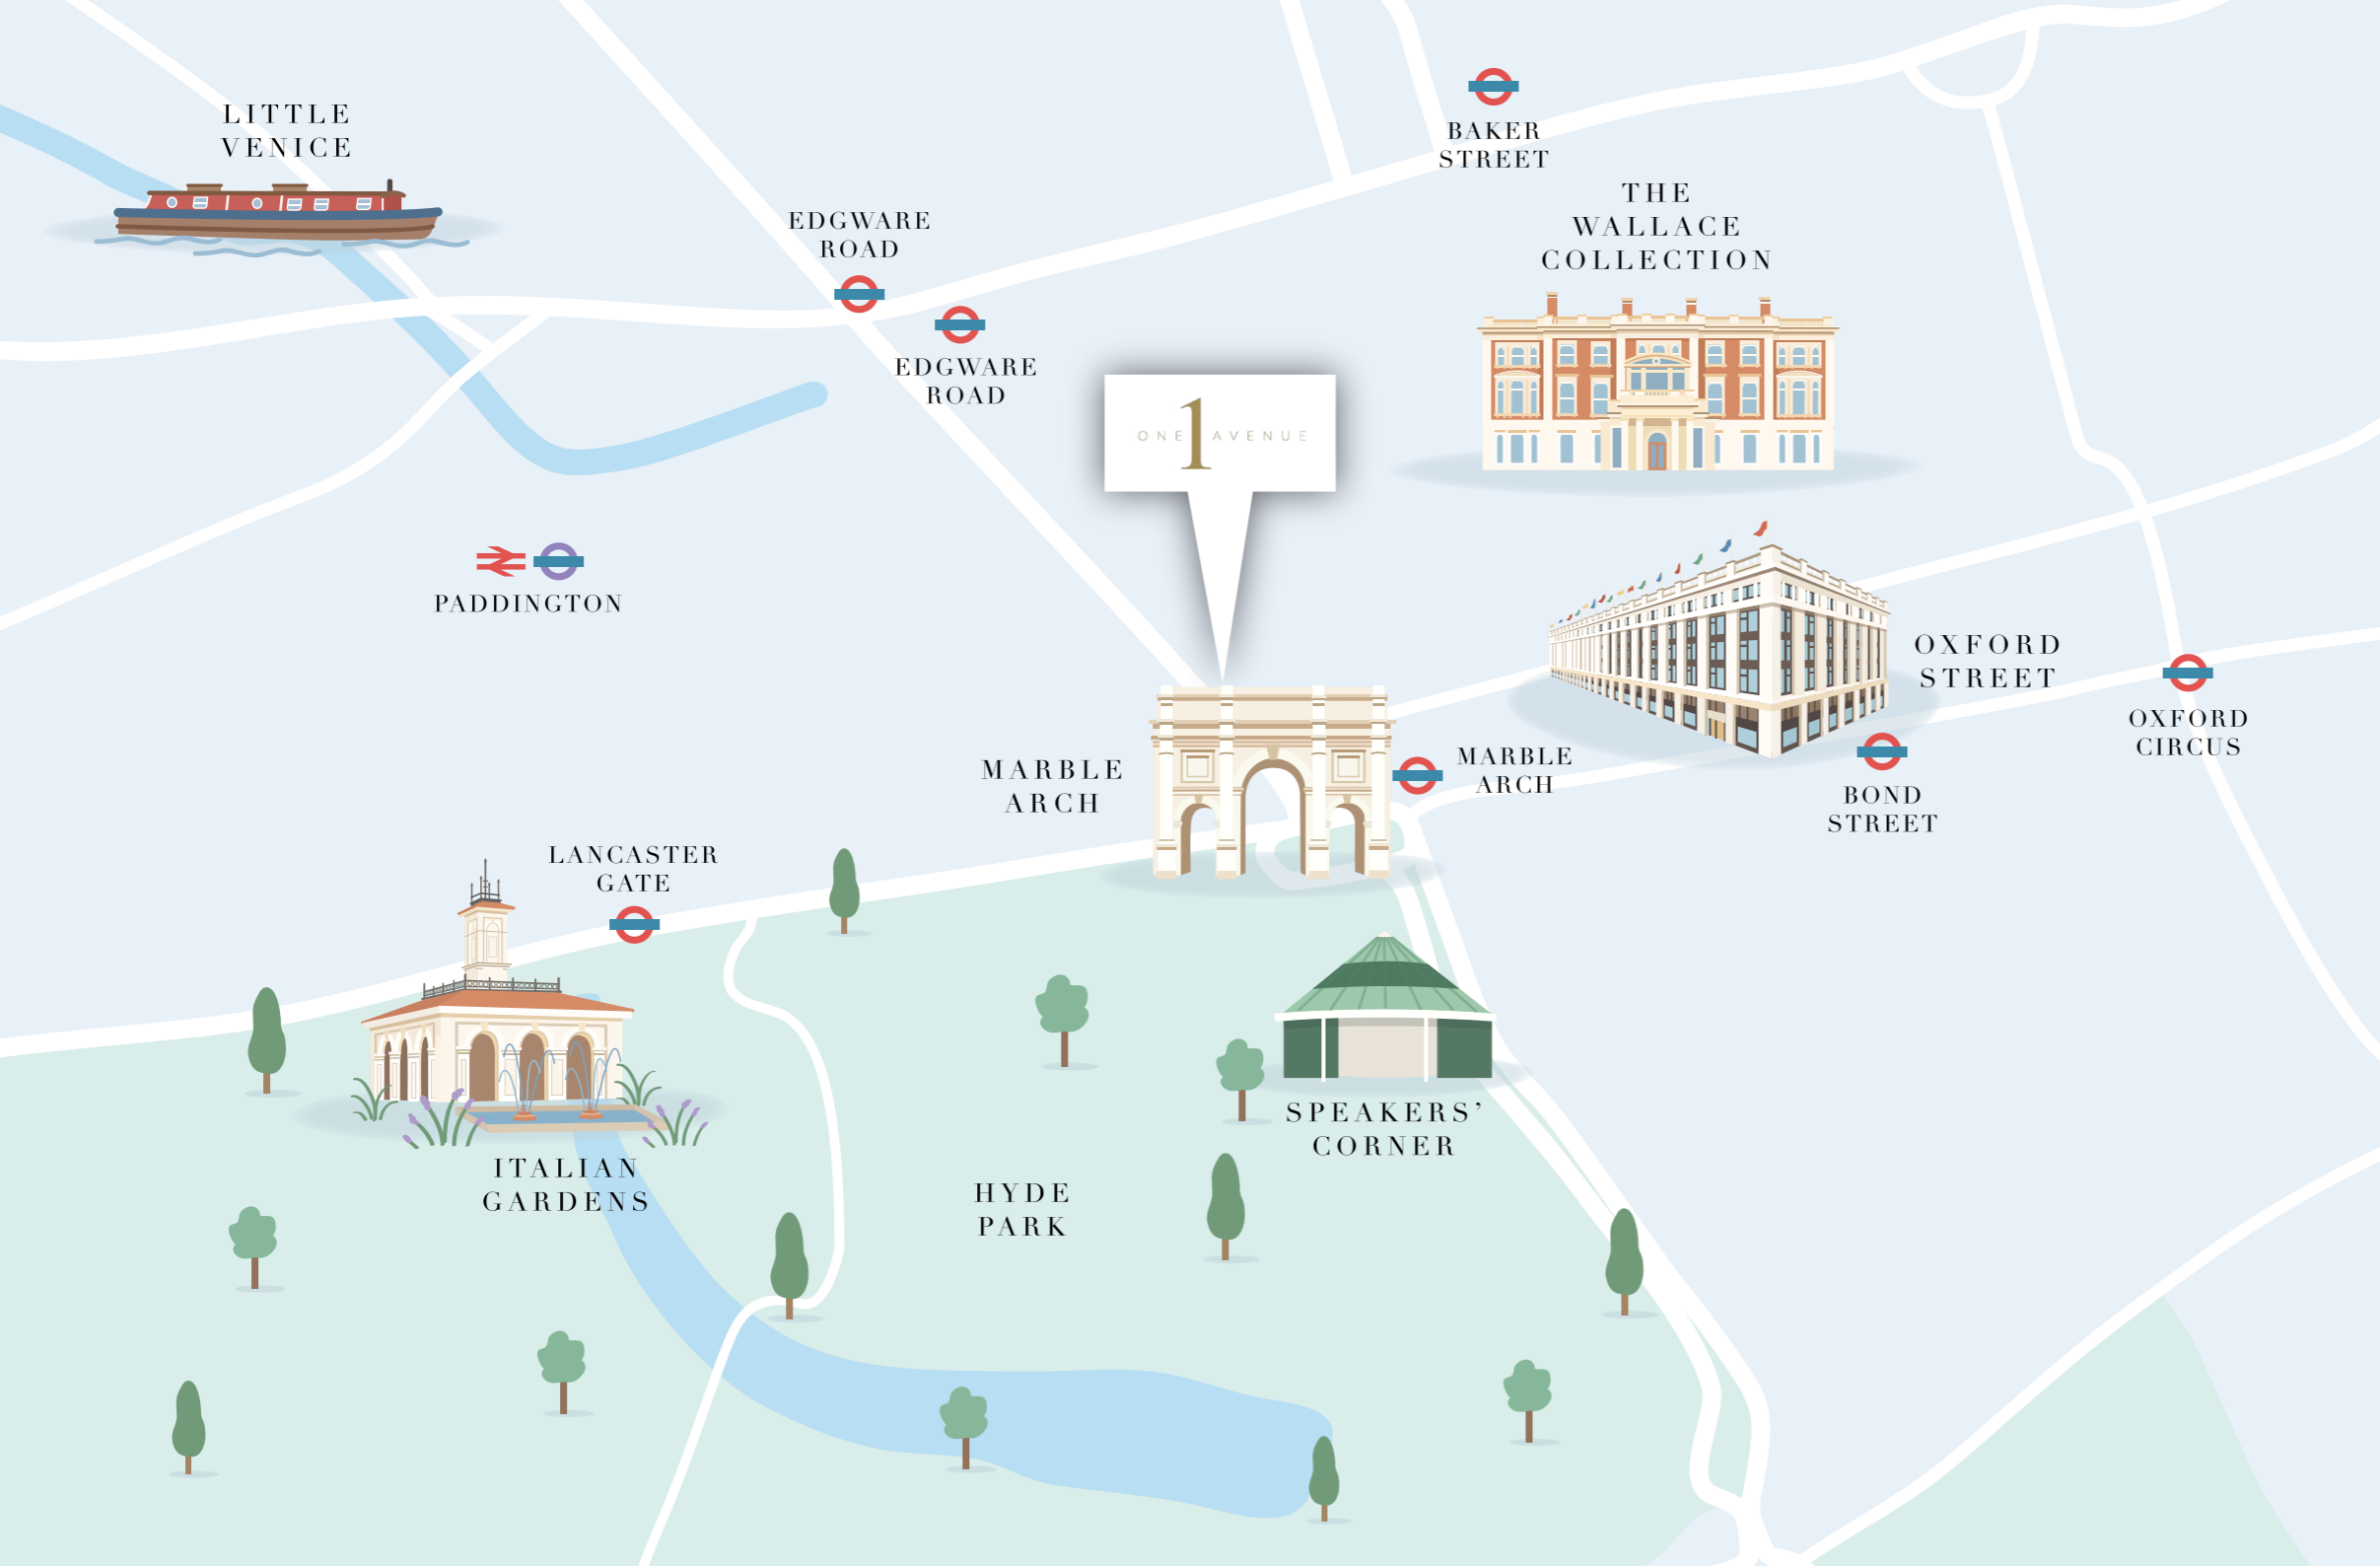 LITTLE
VENICE
BAKER
STREET
EDGWARE
ROAD
THE
WALLACE
COLLECTION
EDGWARE
ROAD
ONE 1 AVENUE
PADDINGTON
OXFORD
STREET
OXFORD
CIRCUS
MARBLE
ARCH
MARBLE
ARCH
BOND
STREET
LANCASTER
GATE
SPEAKERS’
CORNER
ITALIAN
GARDENS
HYDE
PARK